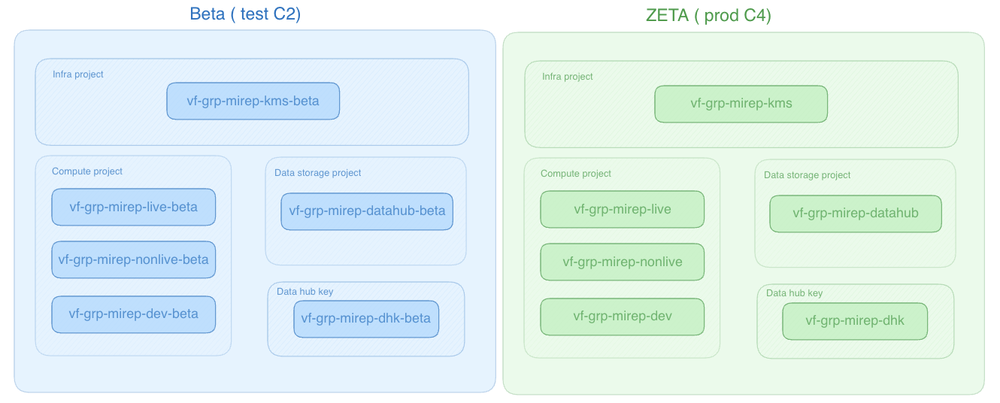 Beta ( test C2)
Infra project
vf-grp-mirep-kms-beta
Compute project
vf-grp-mirep-live-beta
vf-grp-mirep-nonlive-beta
vf-grp-mirep-dev-beta
Data storage project
vf-grp-mirep-datahub-beta
Data hub key
vf-grp-mirep-dhk-beta
ZETA ( prod C4)
Infra project
vf-grp-mirep-kms
Compute project
vf-grp-mirep-live
vf-grp-mirep-nonlive
vf-grp-mirep-dev
Data storage project
vf-grp-mirep-datahub
Data hub key
vf-grp-mirep-dhk